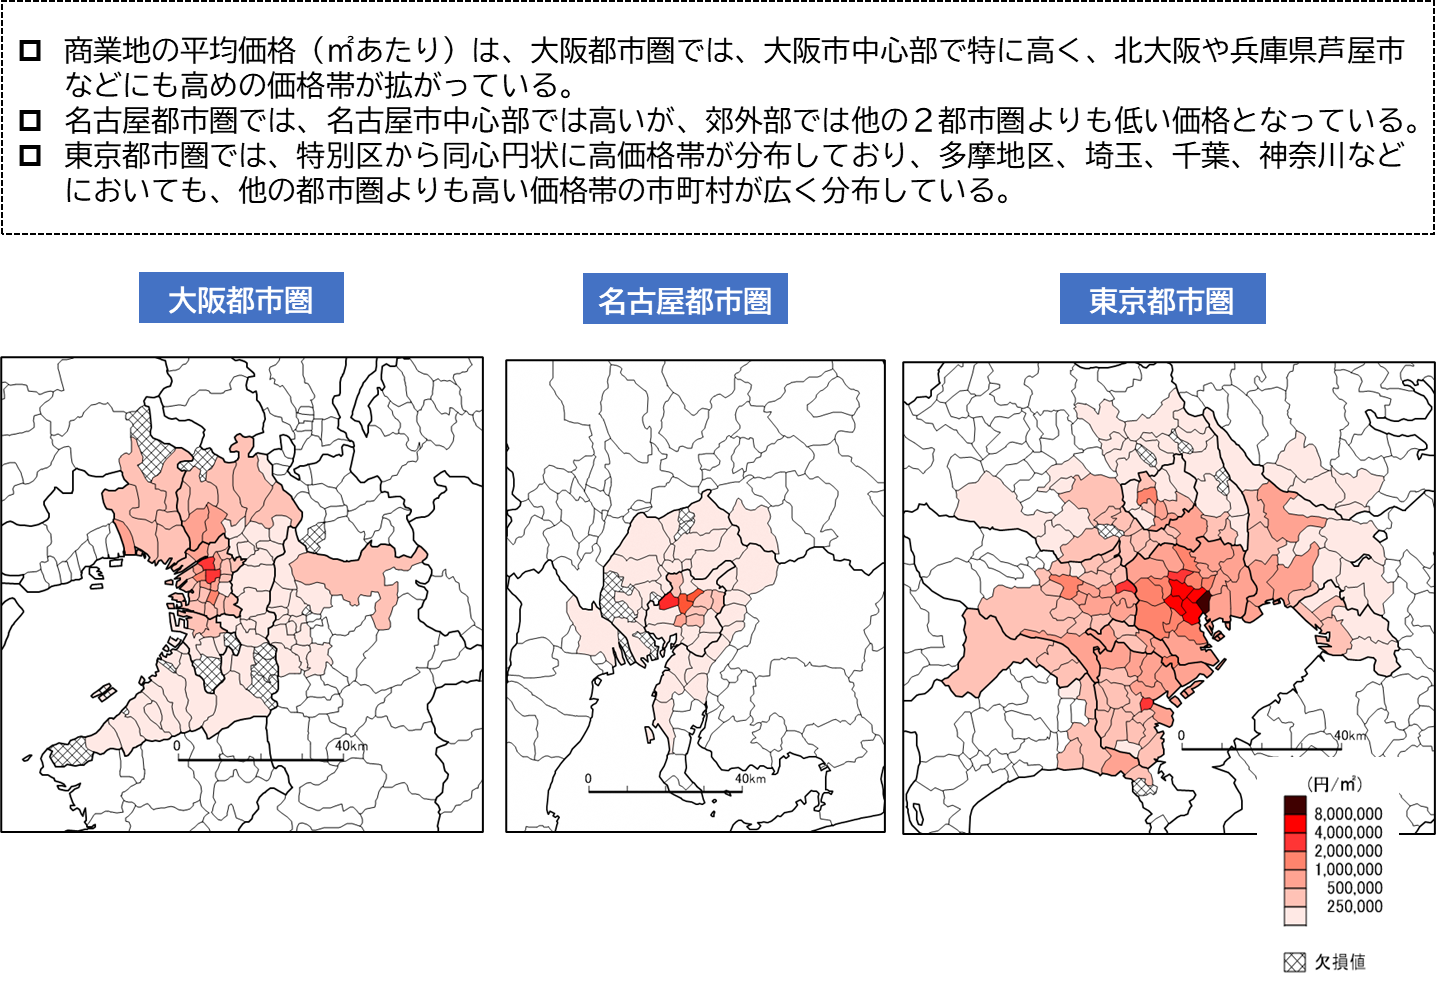 商業地の平均価格（㎡あたり）は、大阪都市圏では、大阪市中心部で特に高く、北大阪や兵庫県芦屋市
などにも高めの価格帯が拡がっている。
名古屋都市圏では、名古屋市中心部では高いが、郊外部では他の２都市圏よりも低い価格となっている。
東京都市圏では、特別区から同心円状に高価格帯が分布しており、多摩地区、埼玉、千葉、神奈川など
においても、他の都市圏よりも高い価格帯の市町村が広く分布している。
大阪都市圏
名古屋都市圏
東京都市圏
0 40km
0 40km
0 40km
(円/㎡)
8,000,000
4,000,000
2,000,000
1,000,000
500,000
250,000
欠損値